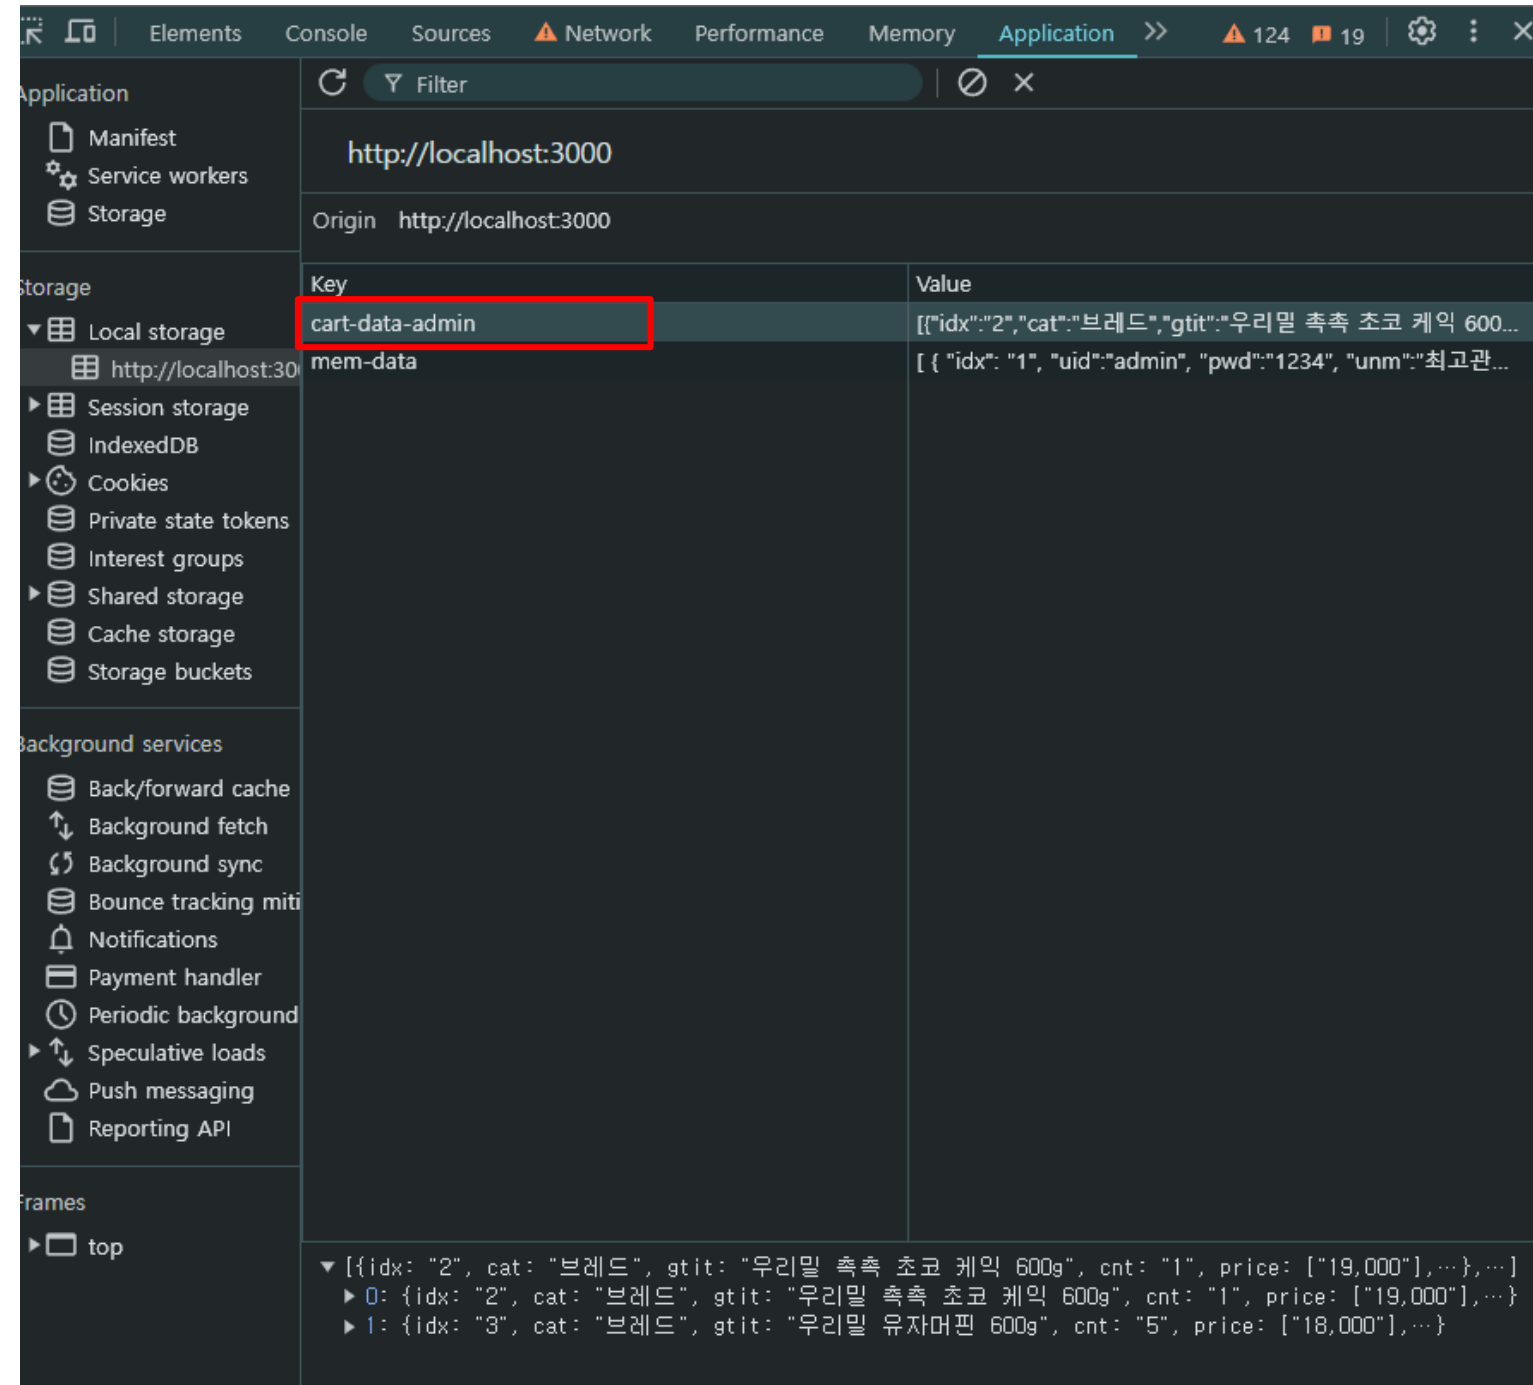 Elements Console Sources Network Performance Memory Application 124 19
Application
Manifest
Service workers
Storage
Storage
Local storage
http://localhost:30
Session storage
IndexedDB
Cookies
Private state tokens
Interest groups
Shared storage
Cache storage
Storage buckets
Background services
Back/forward cache
Background fetch
Background sync
Bounce tracking miti
Notifications
Payment handler
Periodic background
Speculative loads
Push messaging
Reporting API
Frames
top
Filter
http://localhost:3000
Origin http://localhost:3000
Key Value
cart-data-admin [{"idx":"2","cat":"브레드","gtit":"우리밀 촉촉 초코 케익 600...
mem-data [ { "idx": "1", "uid":"admin", "pwd":"1234", "unm":"최고관...
[{idx: "2", cat: "브레드", gtit: "우리밀 촉촉 초코 케익 600g", cnt: "1", price: ["19,000"],…},…]
0: {idx: "2", cat: "브레드", gtit: "우리밀 촉촉 초코 케익 600g", cnt: "1", price: ["19,000"],…}
1: {idx: "3", cat: "브레드", gtit: "우리밀 유자머핀 600g", cnt: "5", price: ["18,000"],…}